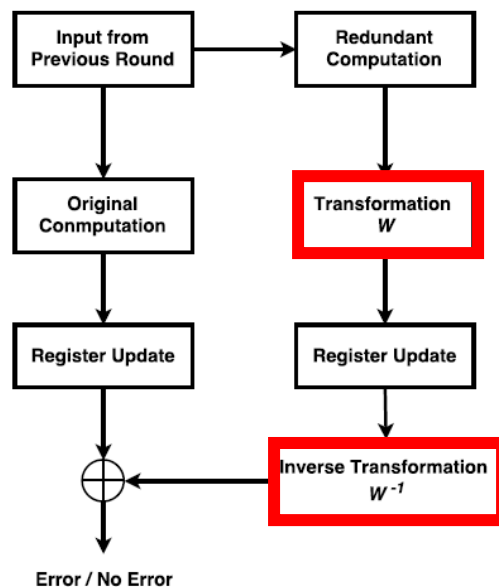 Input from
Previous Round
Redundant
Computation
Original
Conmputation
Transformation
W
Register Update
Register Update
Inverse Transformation
W⁻¹
Error / No Error